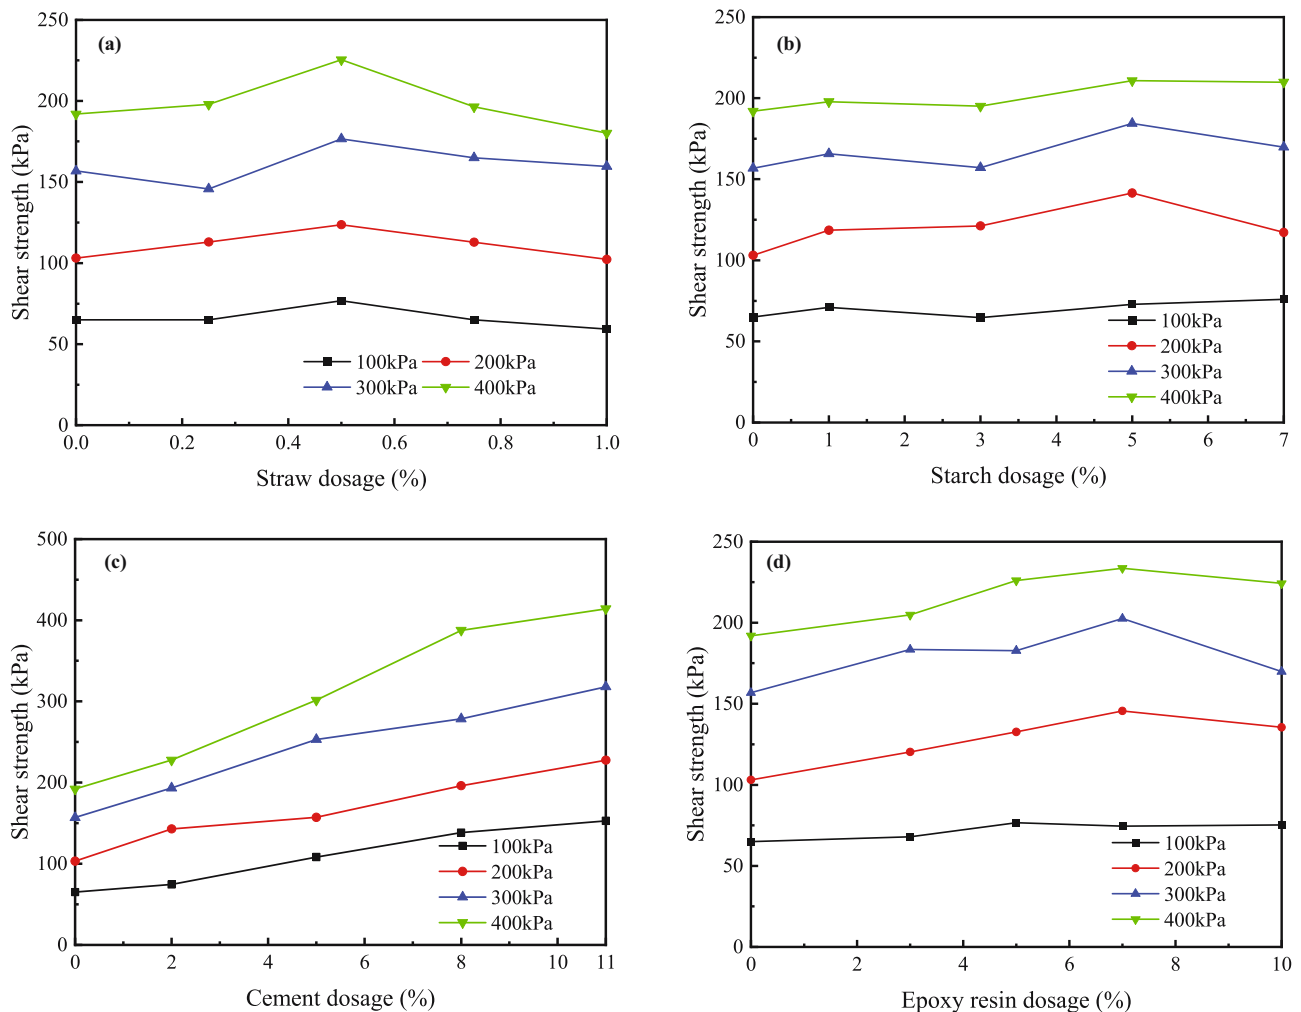 (a)
250
200
150
100
50
0
Shear strength (kPa)
100kPa 200kPa
300kPa 400kPa
0.0 0.2 0.4 0.6 0.8 1.0
Straw dosage (%)
(b)
250
200
150
100
50
0
Shear strength (kPa)
100kPa
200kPa
300kPa
400kPa
0 1 2 3 4 5 6 7
Starch dosage (%)
(c)
500
400
300
200
100
0
Shear strength (kPa)
100kPa
200kPa
300kPa
400kPa
0 2 4 6 8 10 11
Cement dosage (%)
(d)
250
200
150
100
50
0
Shear strength (kPa)
100kPa
200kPa
300kPa
400kPa
0 2 4 6 8 10
Epoxy resin dosage (%)